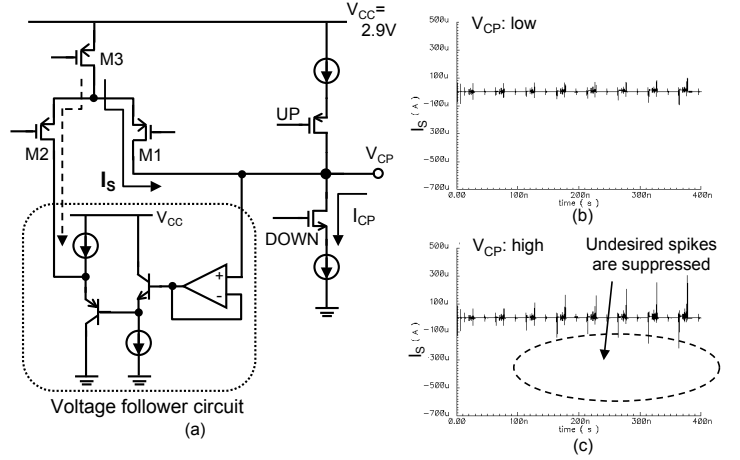 V_CC=
2.9V
M3
UP
M2
M1
V_CP
I_S
I_CP
V_CC
DOWN
+
-
Voltage follower circuit
(a)
V_CP: low
500u
300u
100u
-100u
-300u
-500u
-700u
I_S (A)
0.00
100n
200n
300n
400n
time ( s )
(b)
V_CP: high
Undesired spikes
are suppressed
500u
300u
100u
-100u
-300u
-500u
-700u
I_S (A)
0.00
100n
200n
300n
400n
time ( s )
(c)